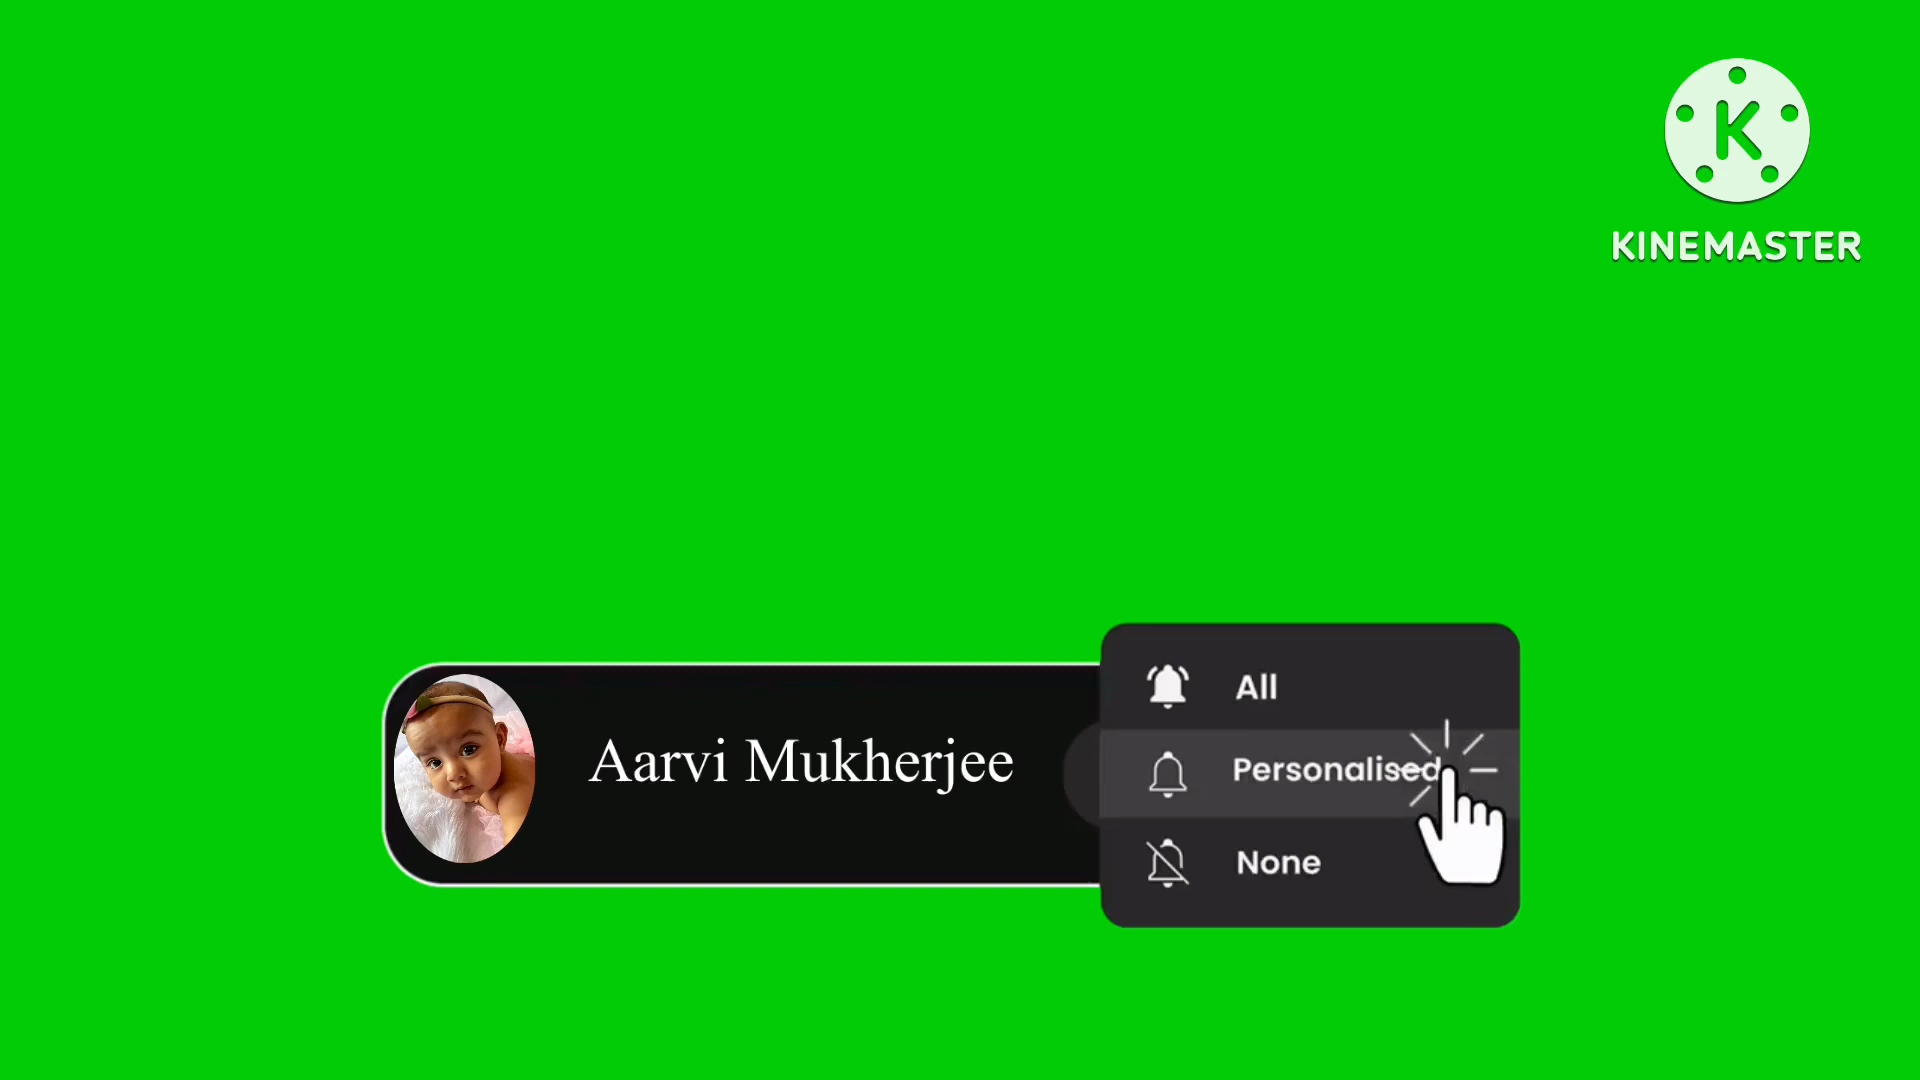 K
KINEMASTER
All
Aarvi Mukherjee
Personalised
None